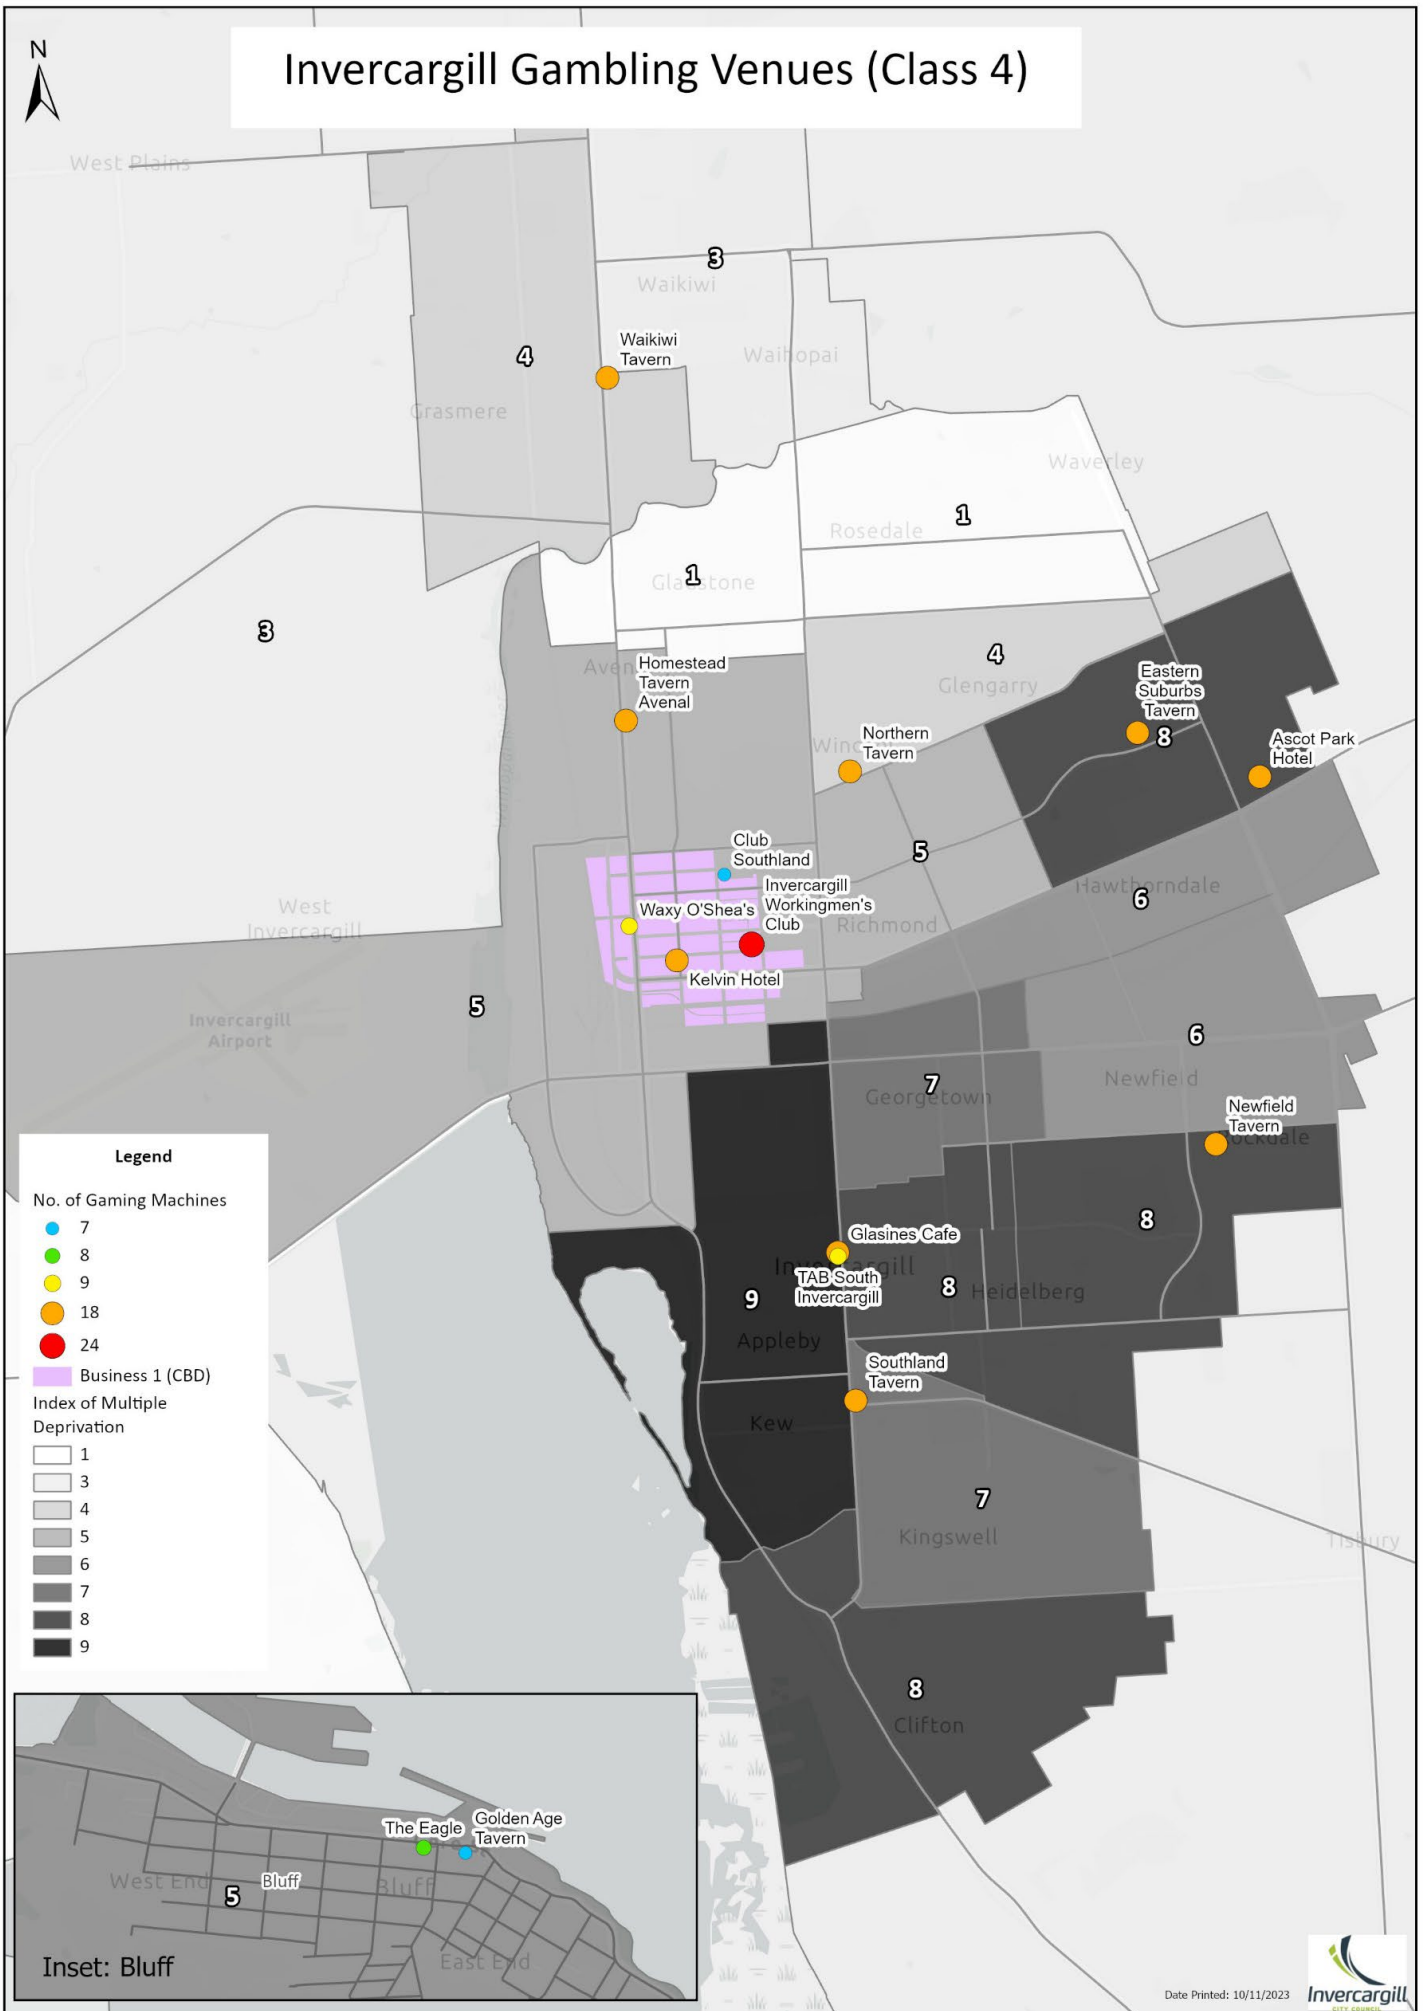 N
Invercargill Gambling Venues (Class 4)
West Plains
3
Waikiwi
Waikiwi
Tavern
Waihopai
4
Grasmere
Waverley
1
Rosedale
1
Gladstone
3
4
Glengarry
Homestead
Tavern
Avenal
Eastern
Suburbs
Tavern
8
Northern
Tavern
Ascot Park
Hotel
Club
Southland
5
Invercargill
Workingmen's
Club
Hawthorndale
6
West
Invercargill
Waxy O'Shea's
Richmond
Kelvin Hotel
5
Invercargill
Airport
6
7
Georgetown
Newfield
Newfield
Tavern
ockdale
8
Glasines Cafe
Invercargill
TAB South
Invercargill
9
8
Heidelberg
Appleby
Southland
Tavern
Kew
7
Kingswell
Tisbury
8
Clifton
Legend
No. of Gaming Machines
7
8
9
18
24
Business 1 (CBD)
Index of Multiple
Deprivation
1
3
4
5
6
7
8
9
The Eagle
Golden Age
Tavern
West End
5
Bluff
Bluff
East End
Inset: Bluff
Date Printed: 10/11/2023
Invercargill
CITY COUNCIL